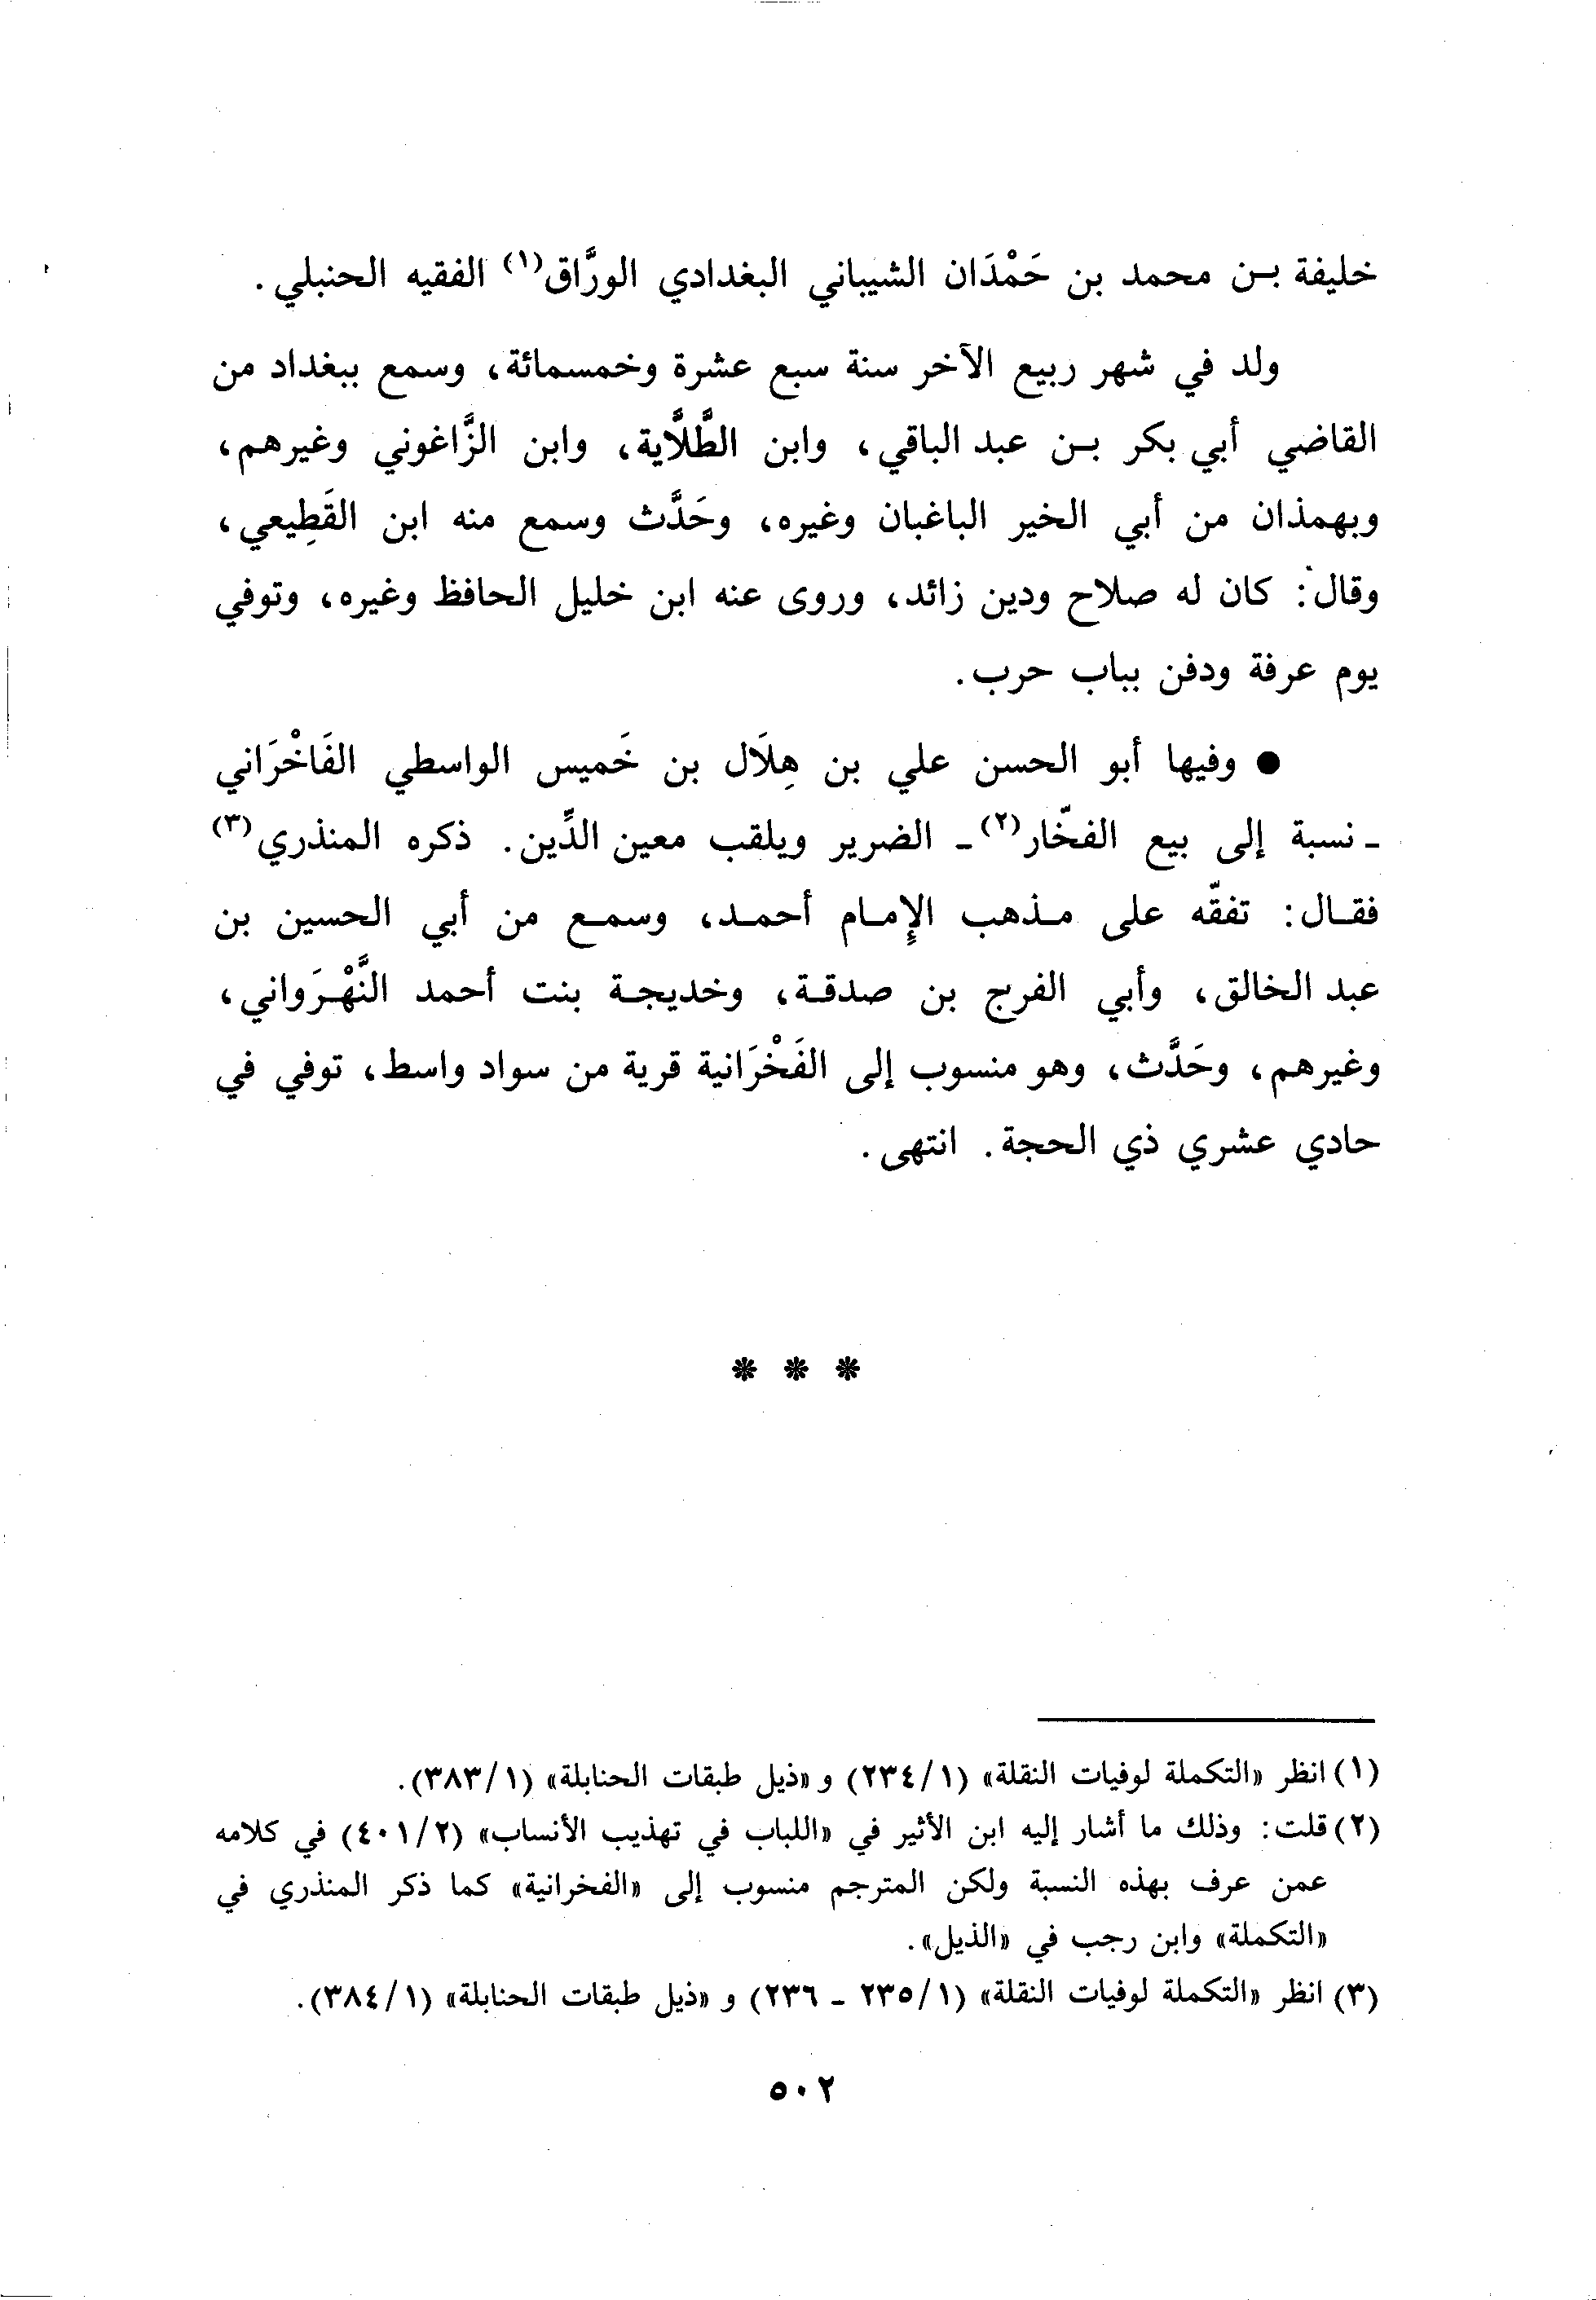 خليفة بن محمد بن حَمْدَان الشيباني البغدادي الورَّاق(١) الفقيه الحنبلي.
ولد في شهر ربيع الآخر سنة سبع عشرة وخمسمائة، وسمع ببغداد من
القاضي أبي بكر بن عبد الباقي، وابن الطَّلَّاية، وابن الزَّاغوني وغيرهم،
وبهمذان من أبي الخير الباغبان وغيره، وحَدَّث وسمع منه ابن القَطِيعي،
وقال: كان له صلاح ودين زائد، وروى عنه ابن خليل الحافظ وغيره، وتوفي
يوم عرفة ودفن بباب حرب.
● وفيها أبو الحسن علي بن هِلَال بن خَميس الواسطي الفَاخْرَاني
ـ نسبة إلى بيع الفخّار(٢) ـ الضرير ويلقب معين الدِّين. ذكره المنذري(٣)
فقال: تفقّه على مذهب الإِمام أحمد، وسمع من أبي الحسين بن
عبد الخالق، وأبي الفرج بن صدقة، وخديجة بنت أحمد النَّهْرَواني،
وغيرهم، وحَدَّث، وهو منسوب إلى الفَخْرَانية قرية من سواد واسط، توفي في
حادي عشري ذي الحجة. انتهى.
* * *
(١) انظر «التكملة لوفيات النقلة» (١/٢٣٤) و «ذيل طبقات الحنابلة» (١/٣٨٣).
(٢) قلت: وذلك ما أشار إليه ابن الأثير في «اللباب في تهذيب الأنساب» (٢/٤٠١) في كلامه
عمن عرف بهذه النسبة ولكن المترجم منسوب إلى «الفخرانية» كما ذكر المنذري في
«التكملة» وابن رجب في «الذيل».
(٣) انظر «التكملة لوفيات النقلة» (١/٢٣٥ ـ ٢٣٦) و «ذيل طبقات الحنابلة» (١/٣٨٤).
٥٠٢